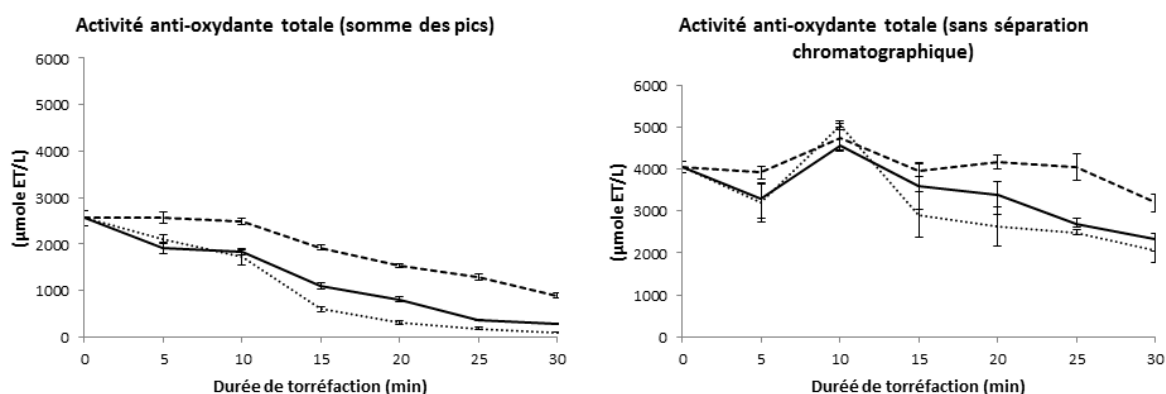 Activité anti-oxydante totale (somme des pics)
6000
5000
4000
3000
2000
1000
0
(µmole ET/L)
0 5 10 15 20 25 30
Durée de torréfaction (min)
Activité anti-oxydante totale (sans séparation
chromatographique)
6000
5000
4000
3000
2000
1000
0
(µmole ET/L)
0 5 10 15 20 25 30
Duréé de torréfaction (min)